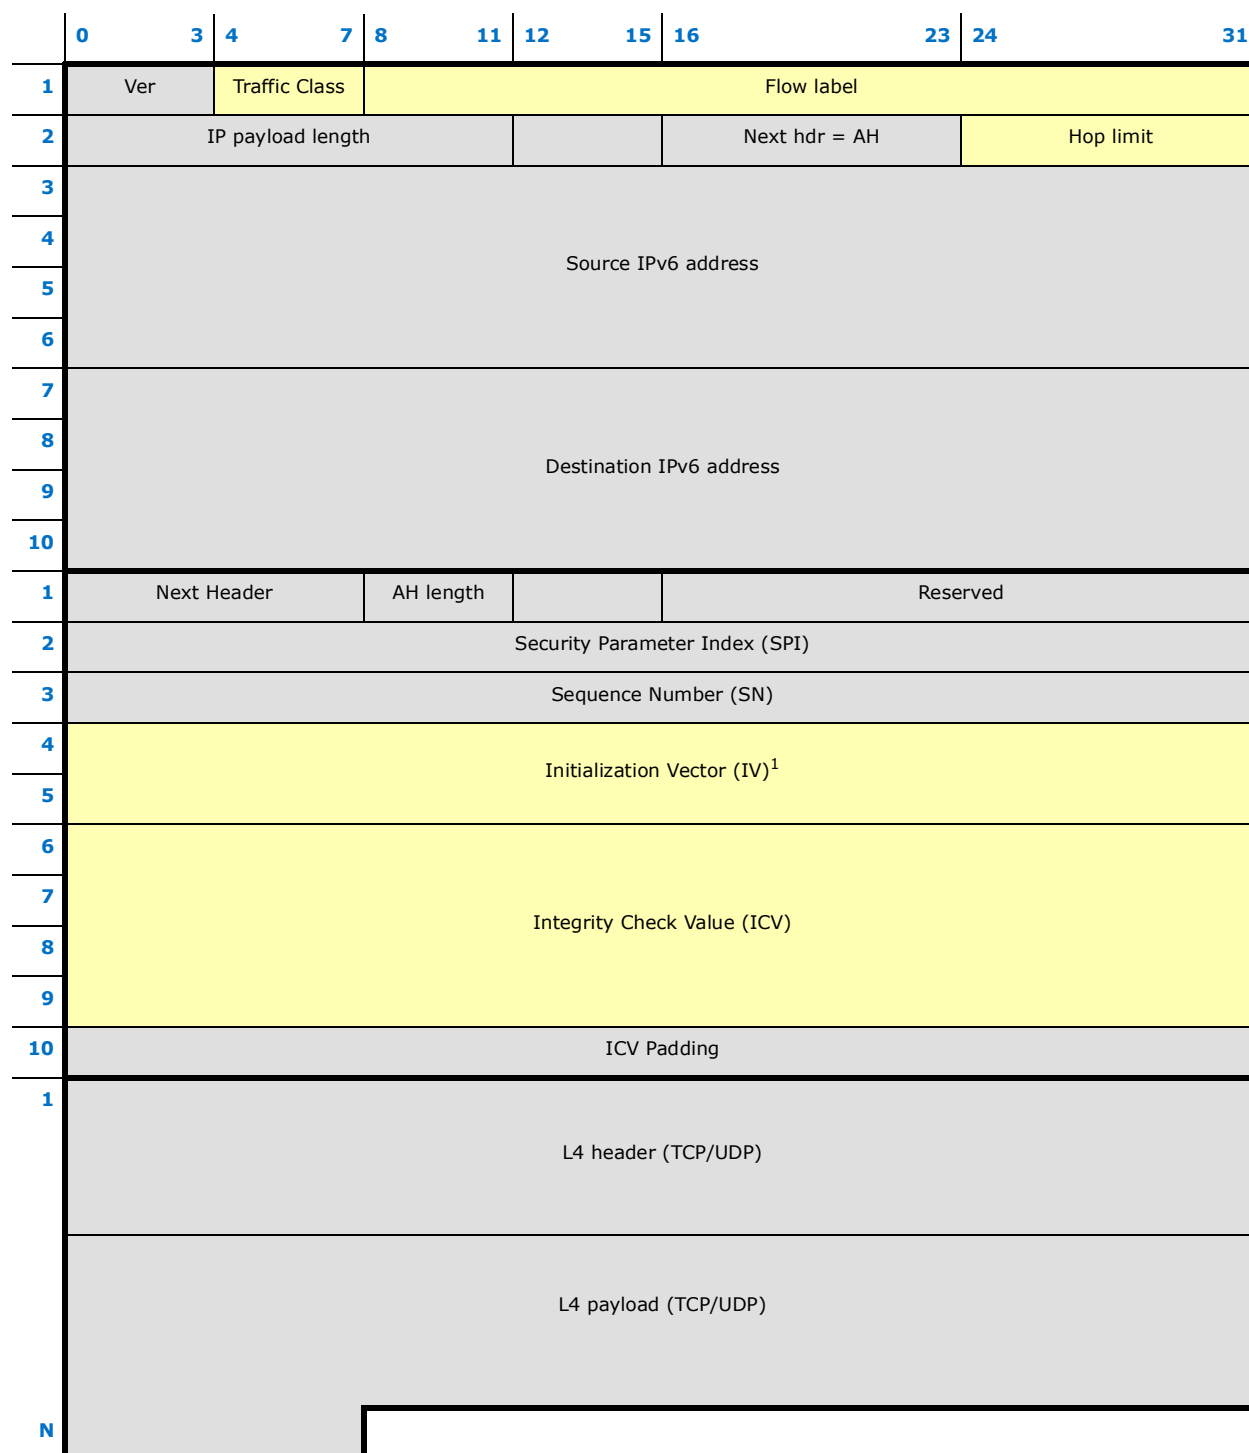 0 3 4 7 8 11 12 15 16 23 24 31
1 Ver Traffic Class Flow label
2 IP payload length Next hdr = AH Hop limit
3
4
Source IPv6 address
5
6
7
8
Destination IPv6 address
9
10
1 Next Header AH length Reserved
2 Security Parameter Index (SPI)
3 Sequence Number (SN)
4
Initialization Vector (IV)1
5
6
7
Integrity Check Value (ICV)
8
9
10 ICV Padding
1
L4 header (TCP/UDP)
L4 payload (TCP/UDP)
N